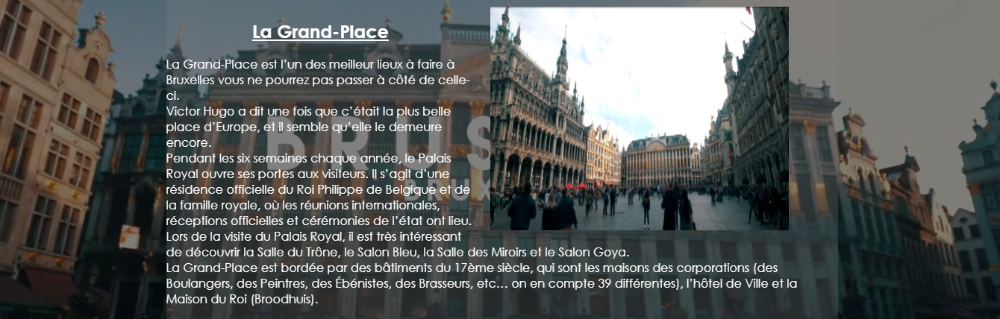 La Grand-Place
La Grand-Place est l'un des meilleur lieux à faire à
Bruxelles vous ne pourrez pas passer à côté de celle-
ci.
Victor Hugo a dit une fois que c'était la plus belle
place d'Europe, et il semble qu'elle le demeure
encore.
Pendant les six semaines chaque année, le Palais
Royal ouvre ses portes aux visiteurs. Il s'agit d'une
résidence officielle du Roi Philippe de Belgique et de
la famille royale, où les réunions internationales,
réceptions officielles et cérémonies de l'état ont lieu.
Lors de la visite du Palais Royal, il est très intéressant
de découvrir la Salle du Trône, le Salon Bleu, la Salle des Miroirs et le Salon Goya.
La Grand-Place est bordée par des bâtiments du 17ème siècle, qui sont les maisons des corporations (des
Boulangers, des Peintres, des Ébénistes, des Brasseurs, etc... on en compte 39 différentes), l'hôtel de Ville et la
Maison du Roi (Broodhuis).